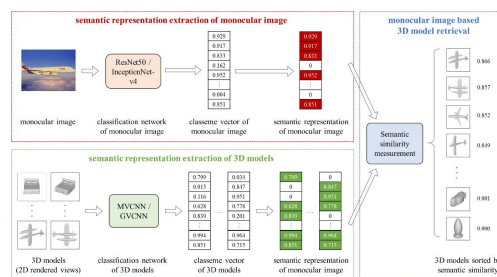 semantic representation extraction of monocular image
ResNet50 /
InceptionNet-
v4
0.929
0.917
0.833
0.162
0.952
⋮
0.004
0.851
0.929
0.917
0.833
0
0.952
⋮
0
0.851
monocular image
classification network
of monocular image
classeme vector of
monocular image
semantic representation
of monocular image
semantic representation extraction of 3D models
MVCNN /
GVCNN
0.799
0.015
0.116
0.628
0.839
⋮
0.994
0.851
...
0.034
0.847
0.951
0.778
0.201
⋮
0.964
0.715
0.799
0
0
0.628
0.839
⋮
0.994
0.851
...
0
0.847
0.951
0.778
0
⋮
0.964
0.715
3D models
(2D rendered views)
classification network
of 3D models
classeme vector
of 3D models
semantic representation
of monocular image
Semantic
similarity
measurement
monocular image based
3D model retrieval
0.866
0.857
0.852
0.849
⋮
0.001
0.000
3D models sorted by
semantic similarity